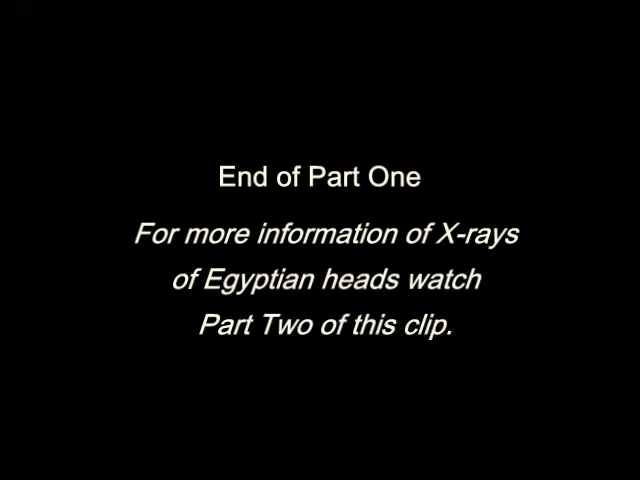 End of Part One
For more information of X-rays
of Egyptian heads watch
Part Two of this clip.